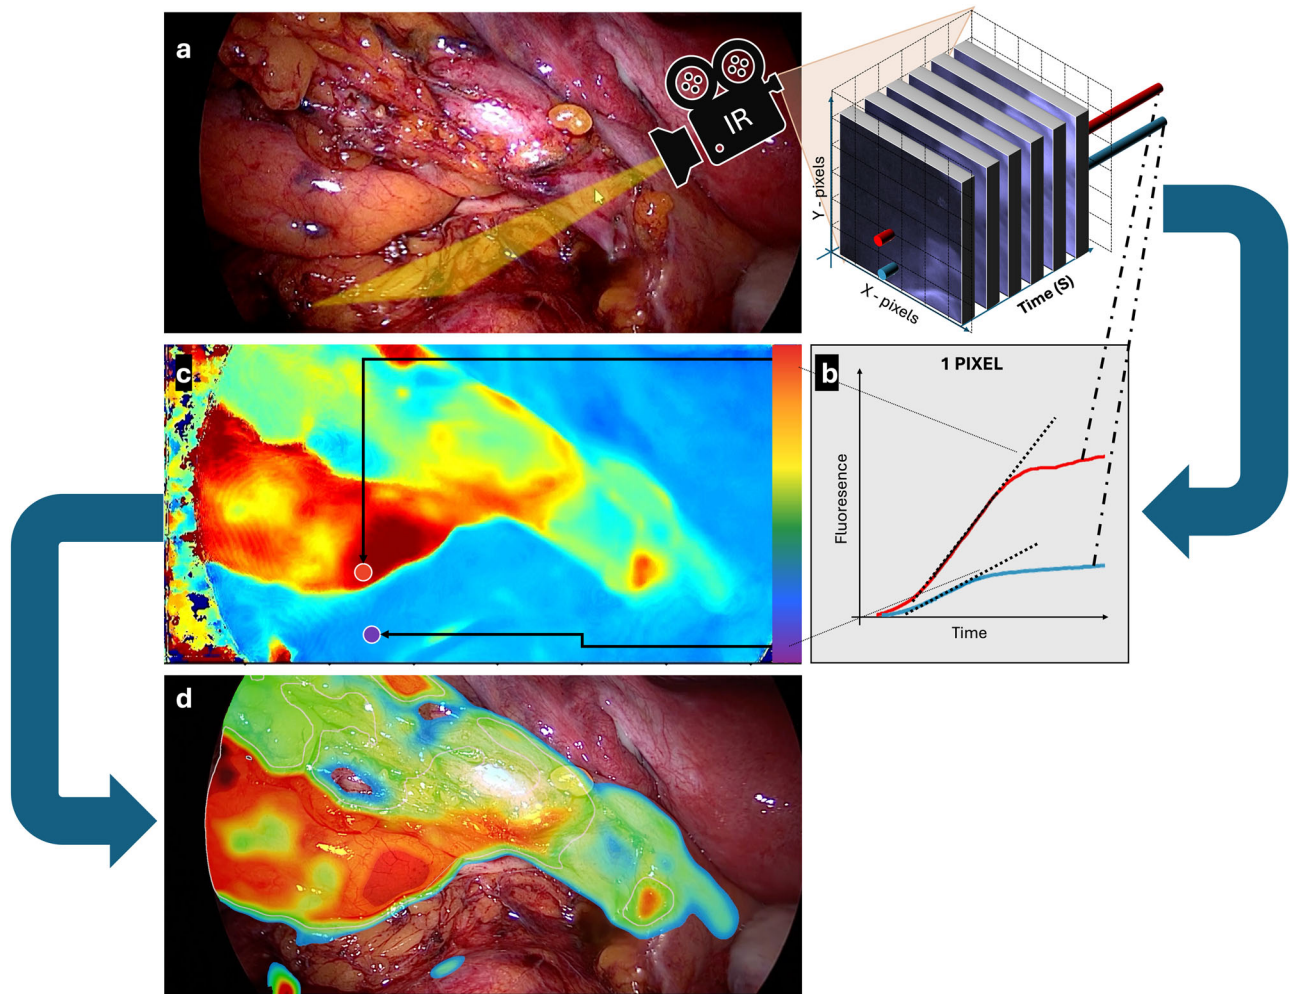 a
IR
Y - pixels
X - pixels
Time (S)
c
b
1 PIXEL
Fluoresence
Time
d